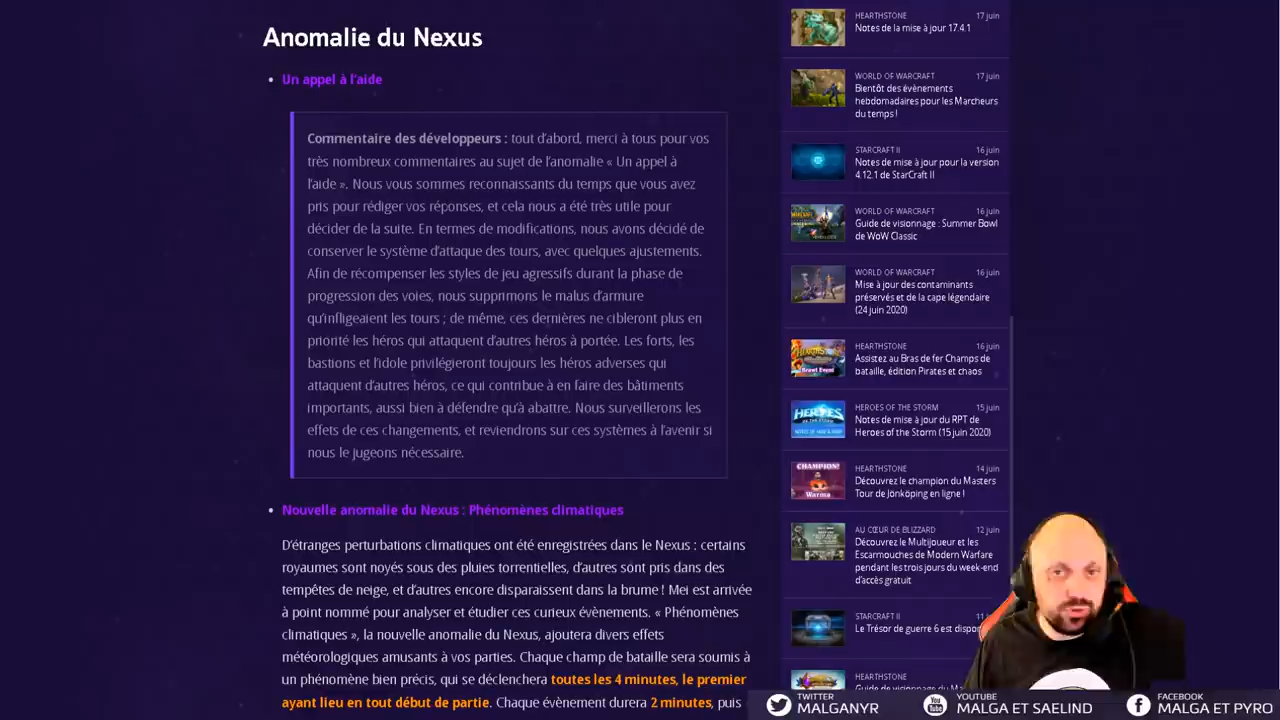 Anomalie du Nexus
Un appel à l'aide
Commentaire des développeurs : tout d'abord, merci à tous pour vos
très nombreux commentaires au sujet de l'anomalie « Un appel à
l'aide ». Nous vous sommes reconnaissants du temps que vous avez
pris pour rédiger vos réponses, et cela nous a été très utile pour
décider de la suite. En termes de modifications, nous avons décidé de
conserver le système d'attaque des tours, avec quelques ajustements.
Afin de récompenser les styles de jeu agressifs durant la phase de
progression des voies, nous supprimons le malus d'armure
qu'infligeaient les tours ; de même, ces dernières ne cibleront plus en
priorité les héros qui attaquent d'autres héros à portée. Les forts, les
bastions et l'idole privilégieront toujours les héros adverses qui
attaquent d'autres héros, ce qui contribue à en faire des bâtiments
importants, aussi bien à défendre qu'à abattre. Nous surveillerons les
effets de ces changements, et reviendrons sur ces systèmes à l'avenir si
nous le jugeons nécessaire.
Nouvelle anomalie du Nexus : Phénomènes climatiques
D'étranges perturbations climatiques ont été enregistrées dans le Nexus : certains
royaumes sont noyés sous des pluies torrentielles, d'autres sont pris dans des
tempêtes de neige, et d'autres encore disparaissent dans la brume ! Mei est arrivée
à point nommé pour analyser et étudier ces curieux évènements. « Phénomènes
climatiques », la nouvelle anomalie du Nexus, ajoutera divers effets
météorologiques amusants à vos parties. Chaque champ de bataille sera soumis à
un phénomène bien précis, qui se déclenchera toutes les 4 minutes, le premier
ayant lieu en tout début de partie. Chaque évènement durera 2 minutes, puis
HEARTHSTONE 17 juin
Notes de la mise à jour 17.4.1
WORLD OF WARCRAFT 17 juin
Bientôt des évènements
hebdomadaires pour les Marcheurs
du temps !
STARCRAFT II 16 juin
Notes de mise à jour pour la version
4.12.1 de StarCraft II
WORLD OF WARCRAFT 16 juin
Guide de visionnage : Summer Bowl
de WoW Classic
WORLD OF WARCRAFT 16 juin
Mise à jour des contaminants
préservés et de la cape légendaire
(24 juin 2020)
HEARTHSTONE 16 juin
Assistez au Bras de fer Champs de
bataille, édition Pirates et chaos
HEROES OF THE STORM 15 juin
Notes de mise à jour du RPT de
Heroes of the Storm (15 juin 2020)
HEROES
HEARTHSTONE 14 juin
Découvrez le champion du Masters
Tour de Jönköping en ligne !
CHAMPION!
Warma
AU CŒUR DE BLIZZARD 12 juin
Découvrez le Multijoueur et les
Escarmouches de Modern Warfare
pendant les trois jours du week-end
d'accès gratuit
STARCRAFT II 11
Le Trésor de guerre 6 est dispon
HEARTHSTONE
Guide de visionnage du
TWITTER
MALGANYR
YOUTUBE
MALGA ET SAELIND
FACEBOOK
MALGA ET PYRO